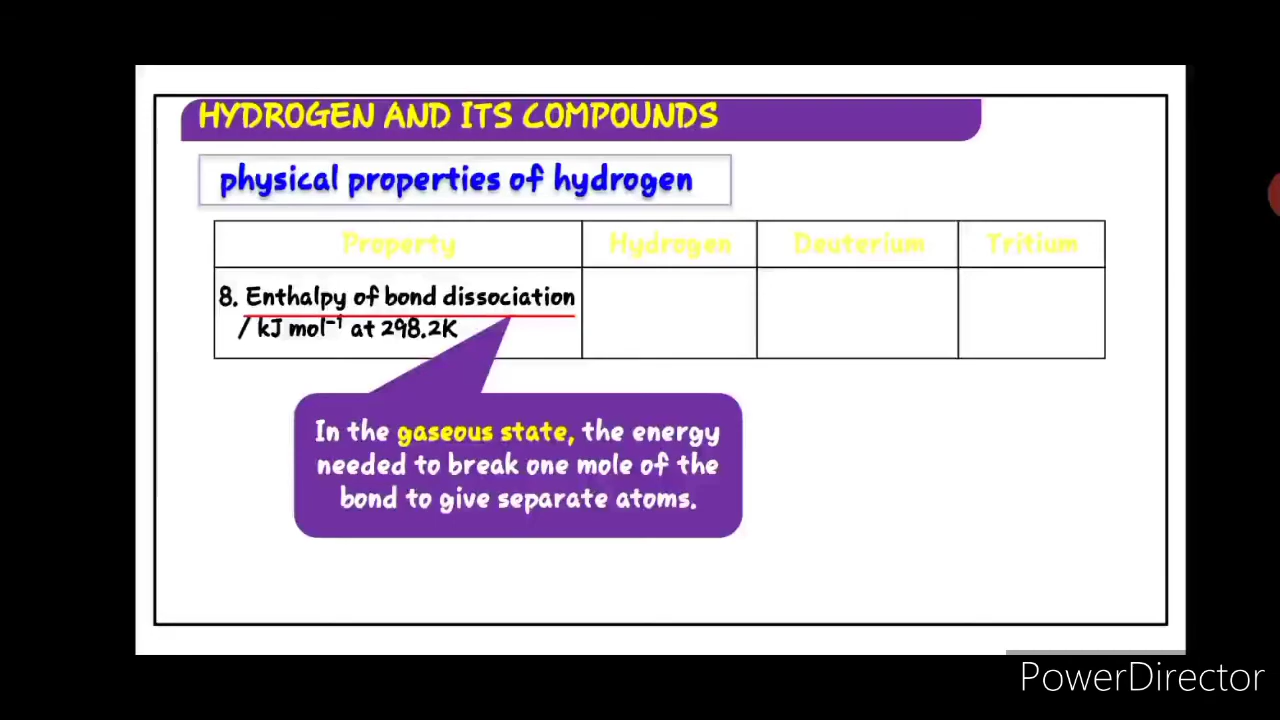 HYDROGEN AND ITS COMPOUNDS
physical properties of hydrogen
Property Hydrogen Deuterium Tritium
8. Enthalpy of bond dissociation
/ kJ mol⁻¹ at 298.2K
In the gaseous state, the energy
needed to break one mole of the
bond to give separate atoms.
PowerDirector